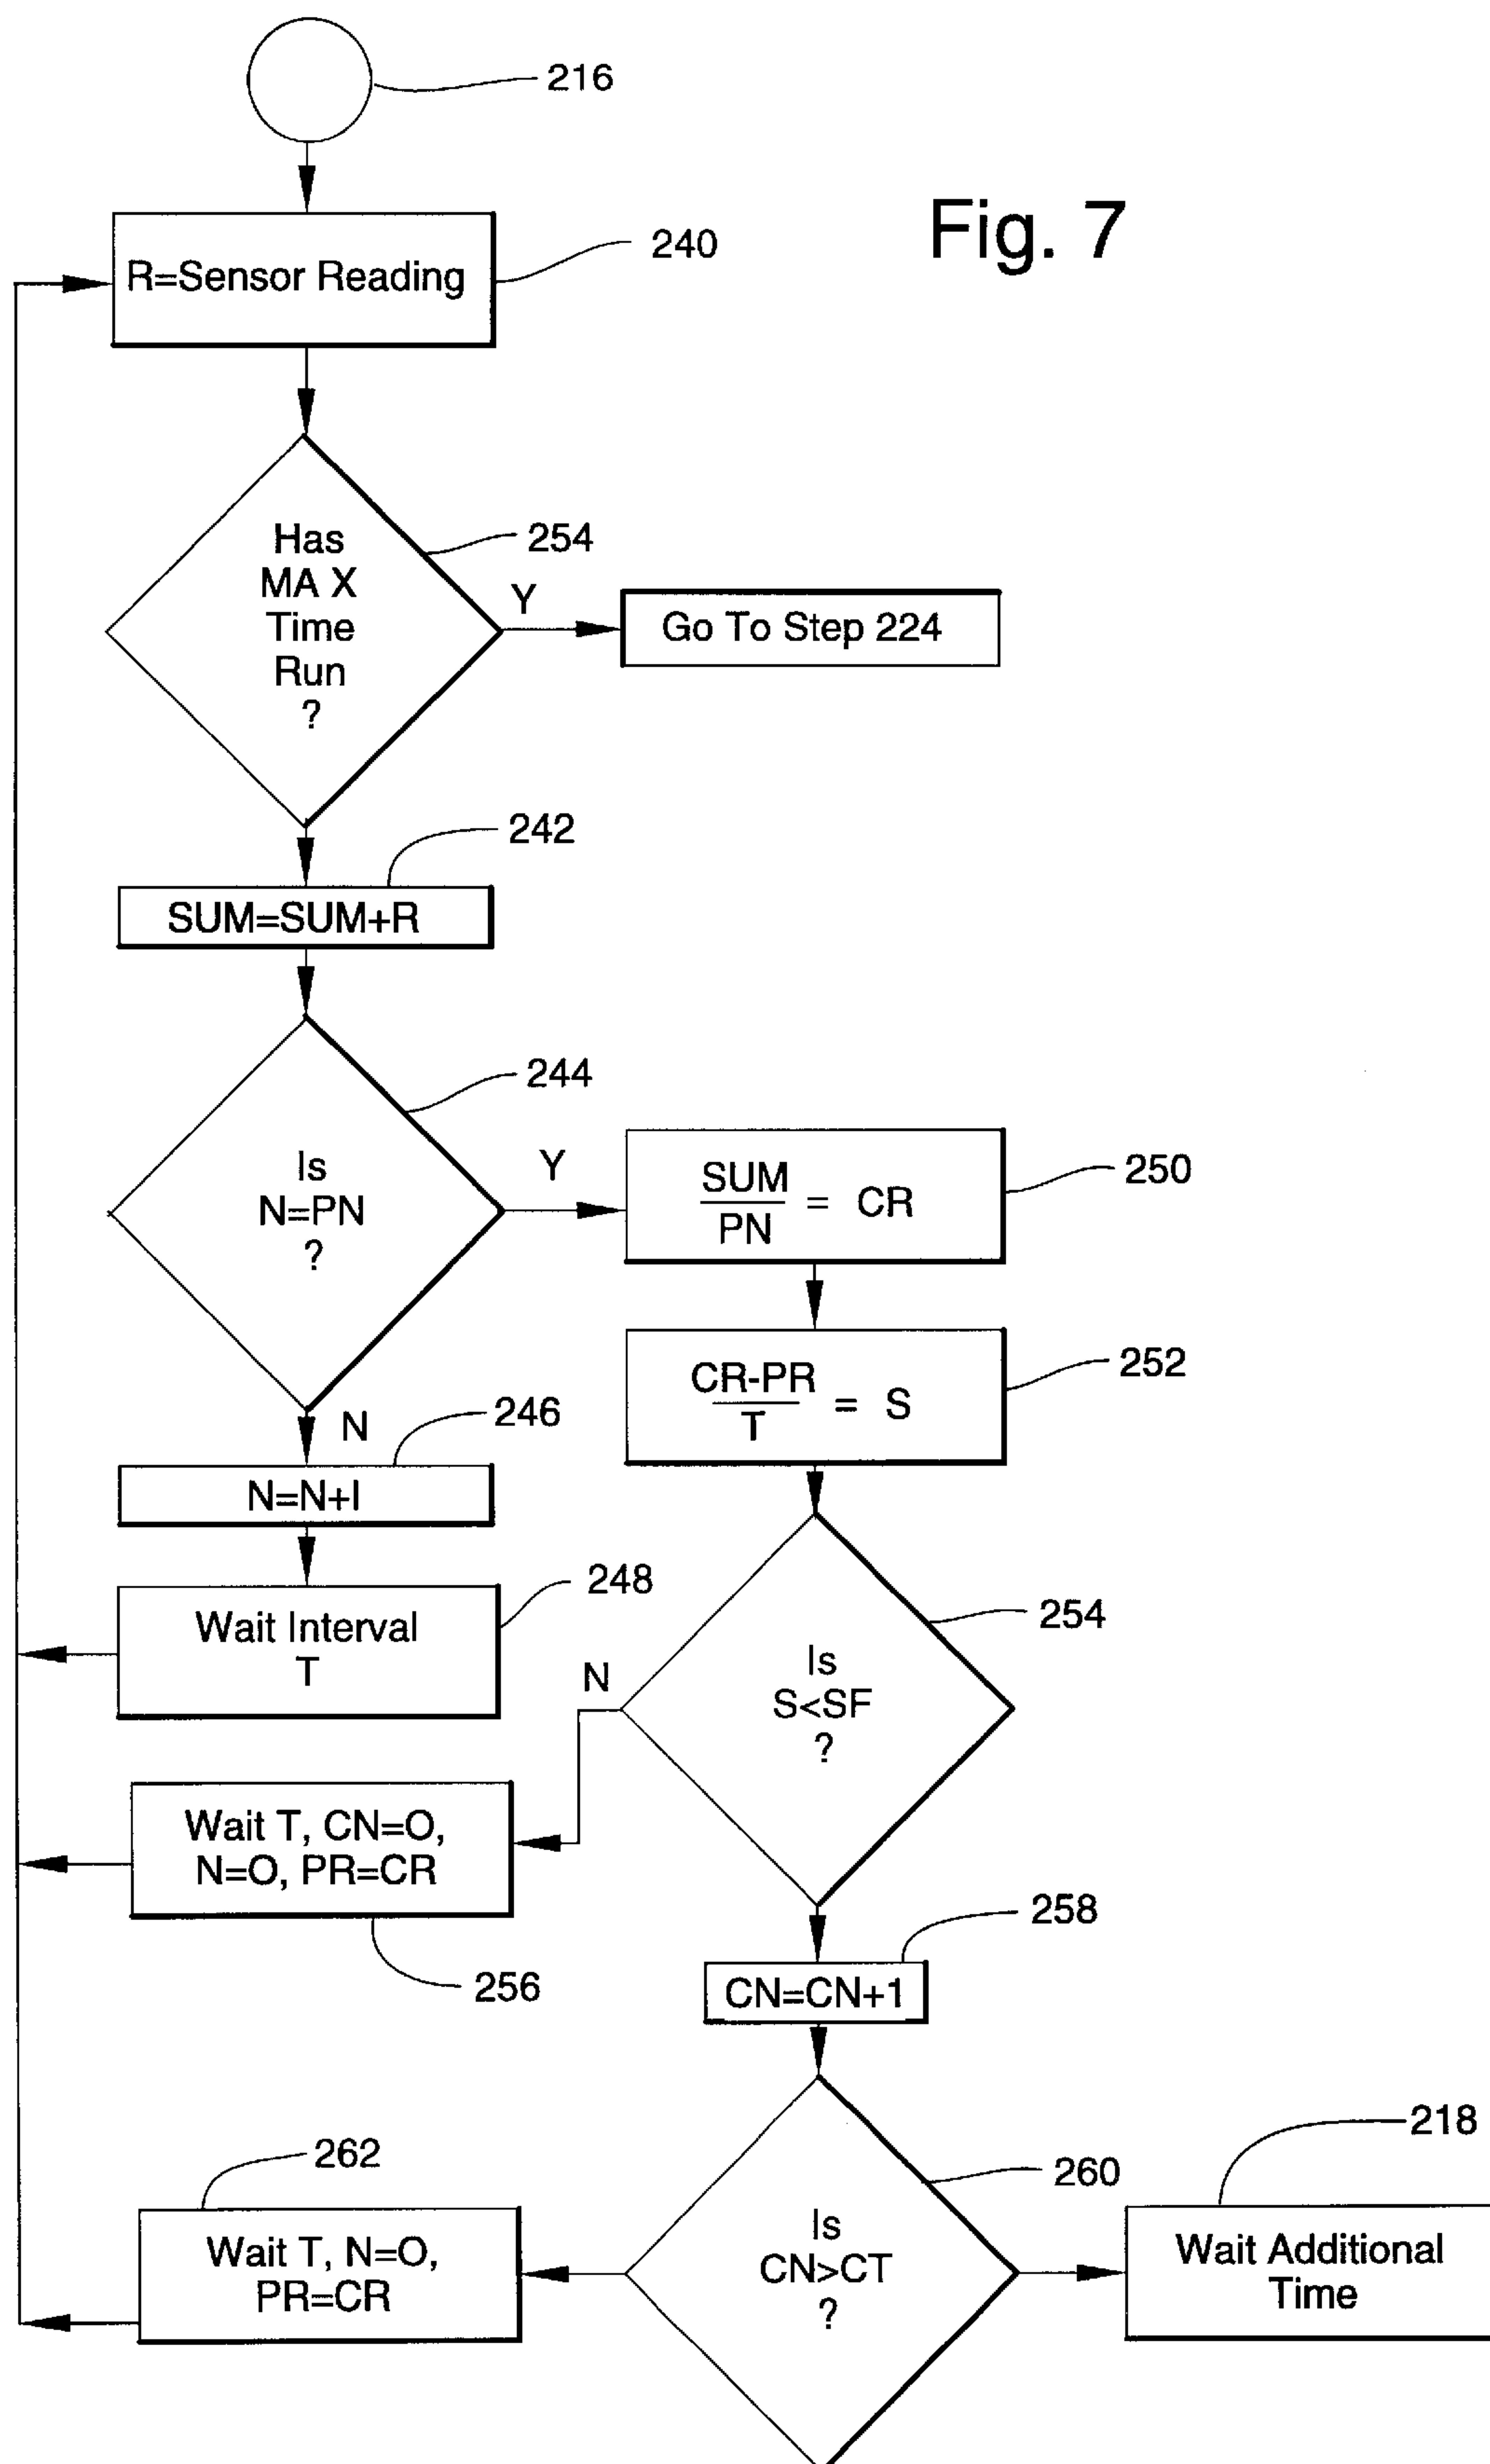 216
Fig. 7
240
R=Sensor Reading
254
Has
MA X
Time
Run
?
Y
Go To Step 224
242
SUM=SUM+R
244
Is
N=PN
?
Y
SUM
PN
= CR
250
CR-PR
T
= S
252
N
246
N=N+I
248
Wait Interval
T
254
Is
S<SF
?
N
Wait T, CN=O,
N=O, PR=CR
256
258
CN=CN+1
218
262
260
Is
CN>CT
?
Wait T, N=O,
PR=CR
Wait Additional
Time